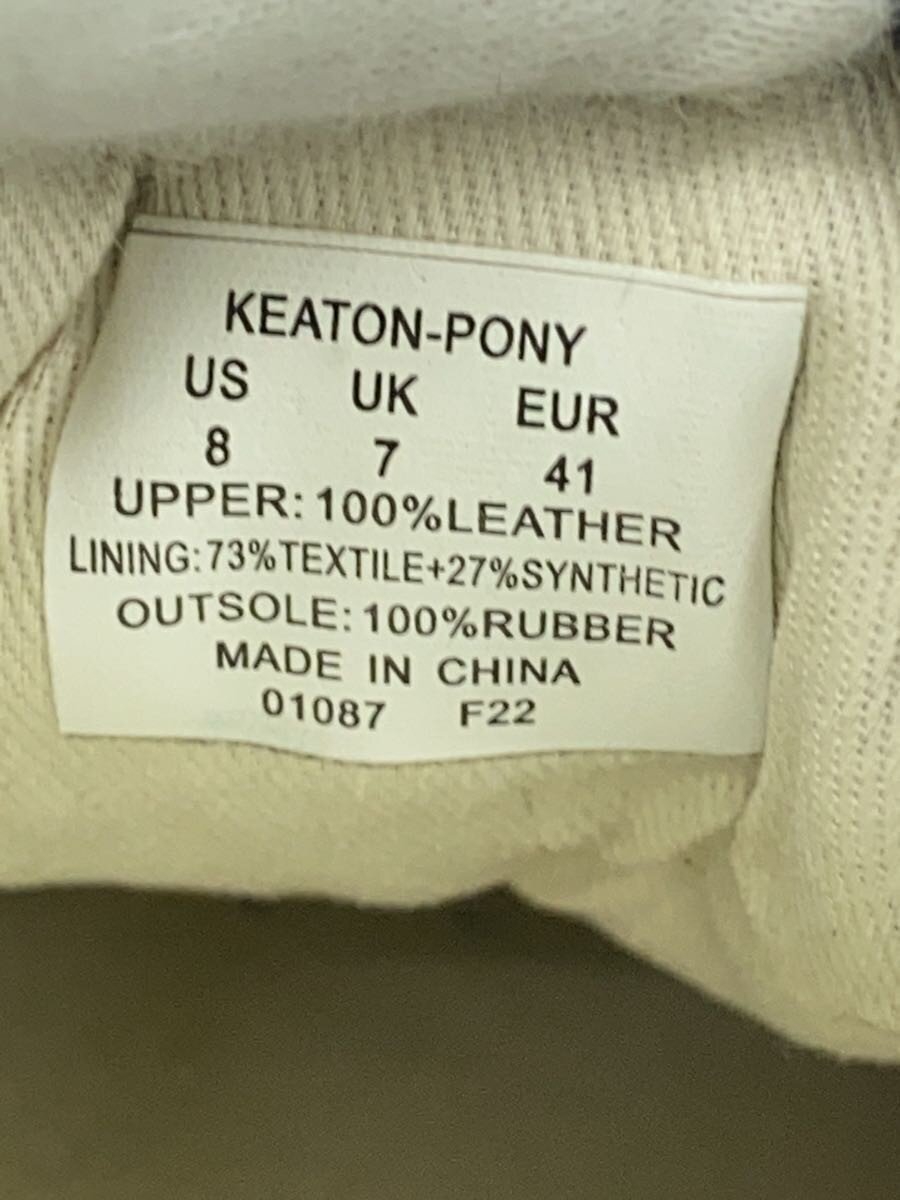 KEATON-PONY
US UK EUR
8 7 41
UPPER: 100%LEATHER
LINING: 73%TEXTILE+27%SYNTHETIC
OUTSOLE: 100%RUBBER
MADE IN CHINA
01087 F22